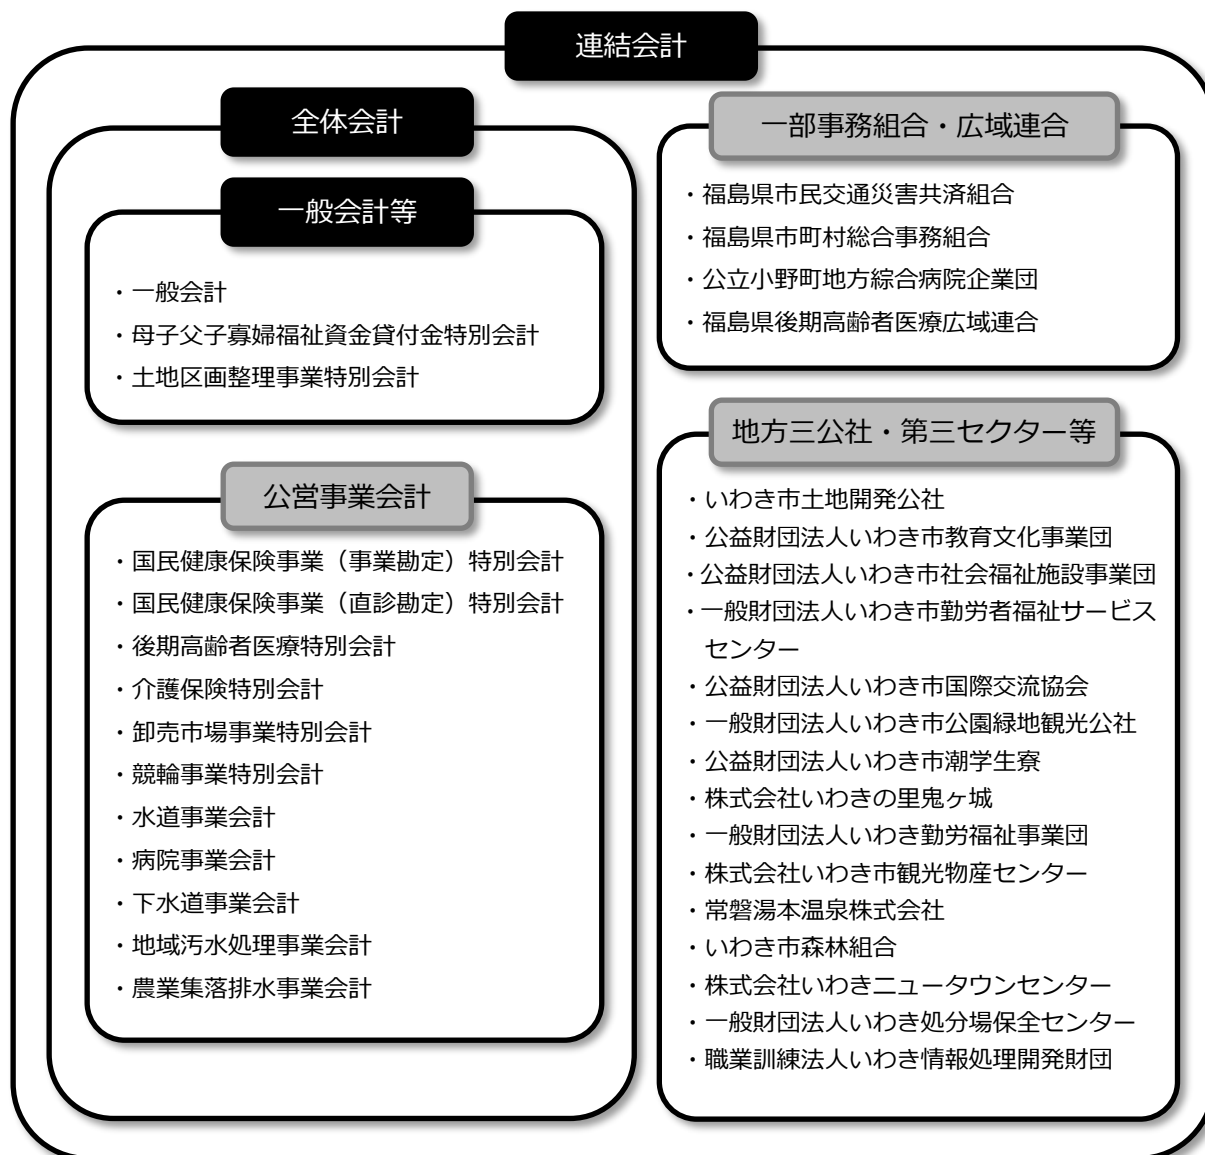 連結会計
全体会計
一般会計等
・一般会計
・母子父子寡婦福祉資金貸付金特別会計
・土地区画整理事業特別会計
公営事業会計
・国民健康保険事業（事業勘定）特別会計
・国民健康保険事業（直診勘定）特別会計
・後期高齢者医療特別会計
・介護保険特別会計
・卸売市場事業特別会計
・競輪事業特別会計
・水道事業会計
・病院事業会計
・下水道事業会計
・地域汚水処理事業会計
・農業集落排水事業会計
一部事務組合・広域連合
・福島県市民交通災害共済組合
・福島県市町村総合事務組合
・公立小野町地方綜合病院企業団
・福島県後期高齢者医療広域連合
地方三公社・第三セクター等
・いわき市土地開発公社
・公益財団法人いわき市教育文化事業団
・公益財団法人いわき市社会福祉施設事業団
・一般財団法人いわき市勤労者福祉サービス
センター
・公益財団法人いわき市国際交流協会
・一般財団法人いわき市公園緑地観光公社
・公益財団法人いわき市潮学生寮
・株式会社いわきの里鬼ヶ城
・一般財団法人いわき勤労福祉事業団
・株式会社いわき市観光物産センター
・常磐湯本温泉株式会社
・いわき市森林組合
・株式会社いわきニュータウンセンター
・一般財団法人いわき処分場保全センター
・職業訓練法人いわき情報処理開発財団